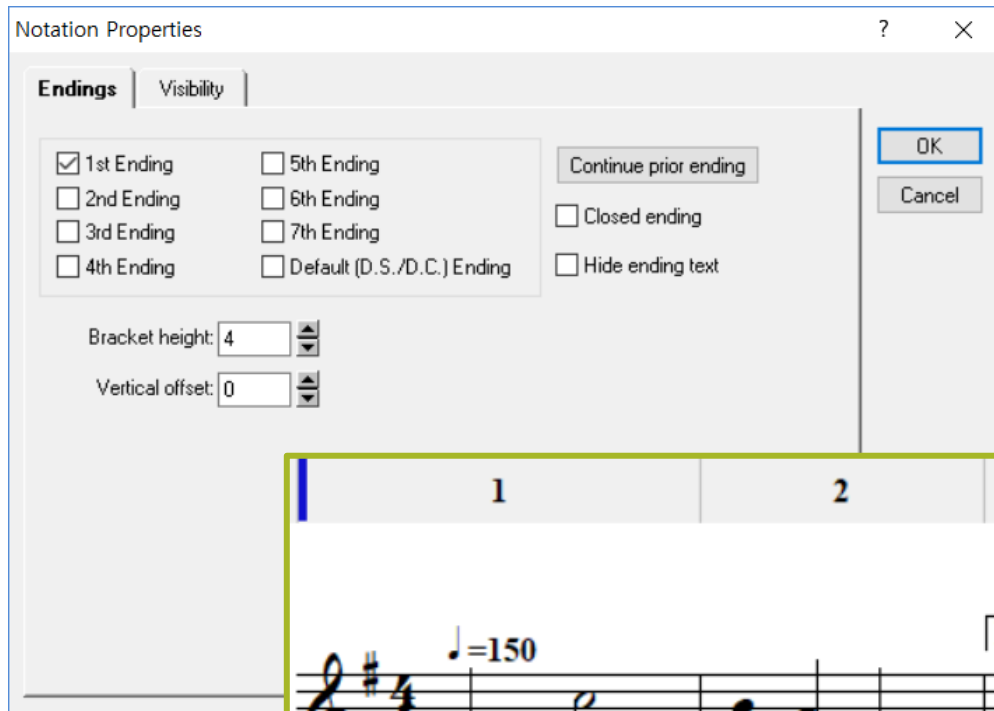 Notation Properties ?
Endings Visibility
1st Ending 5th Ending Continue prior ending OK
2nd Ending 6th Ending Cancel
3rd Ending 7th Ending Closed ending
4th Ending Default (D.S./D.C.) Ending Hide ending text
Bracket height: 4
Vertical offset: 0
1 2
=150
4